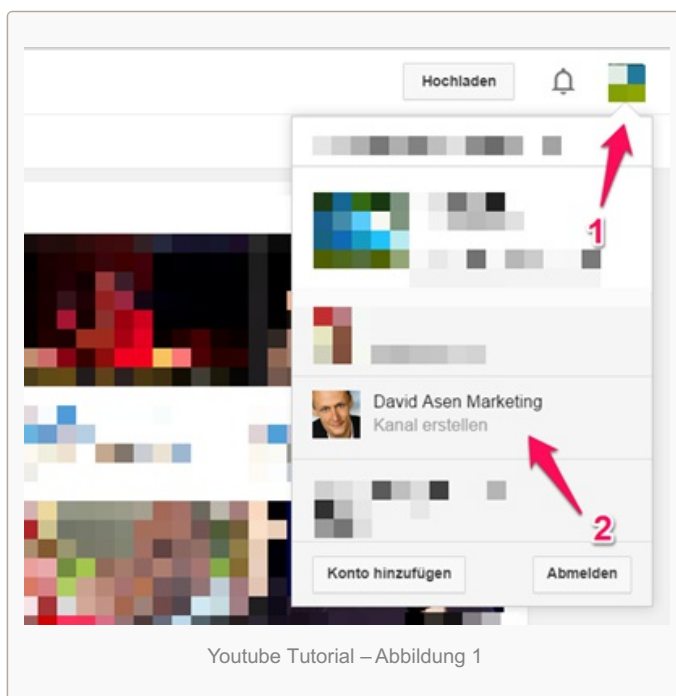 Hochladen
1
David Asen Marketing
Kanal erstellen
2
Konto hinzufügen
Abmelden
Youtube Tutorial – Abbildung 1